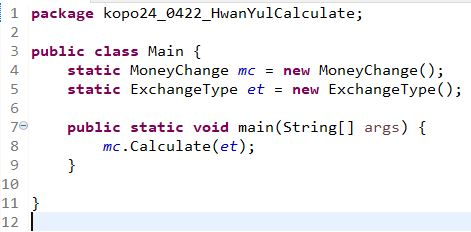 1 package kopo24_0422_HwanYulCalculate;
2
3 public class Main {
4     static MoneyChange mc = new MoneyChange();
5     static ExchangeType et = new ExchangeType();
6
7     public static void main(String[] args) {
8         mc.Calculate(et);
9     }
10
11 }
12